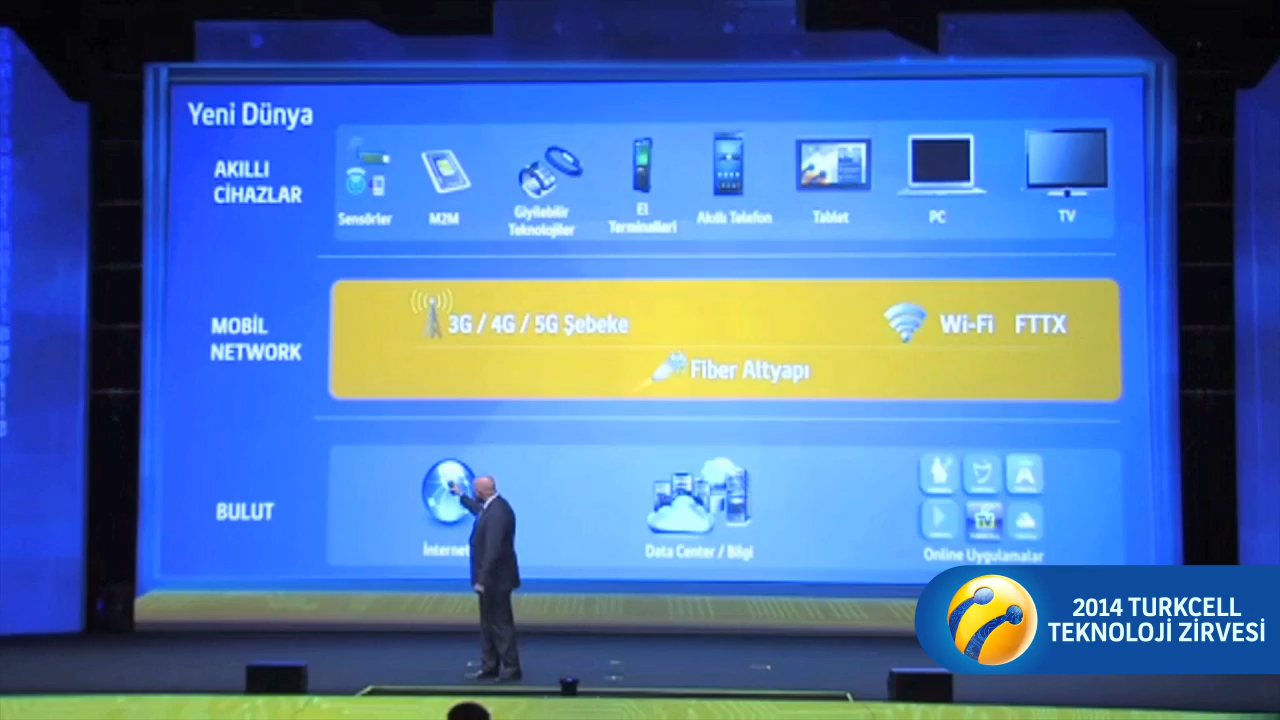 Yeni Dünya
AKILLI
CİHAZLAR
Sensörler
M2M
Giyilebilir
Teknolojiler
El
Terminalleri
Akıllı Telefon
Tablet
PC
TV
MOBİL
NETWORK
3G / 4G / 5G Şebeke
Wi-Fi
FTTX
Fiber Altyapı
BULUT
İnternet
Data Center / Bilgi
TV
Online Uygulamalar
2014 TURKCELL
TEKNOLOJİ ZİRVESİ